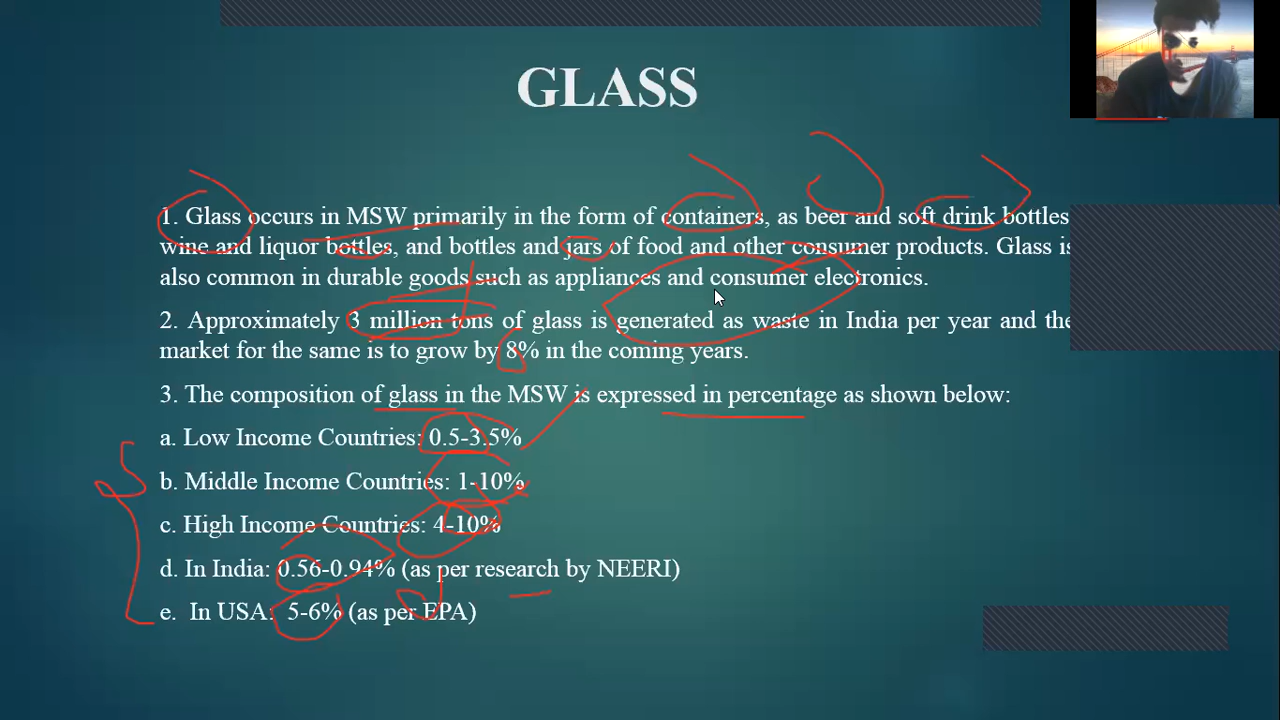 GLASS
1. Glass occurs in MSW primarily in the form of containers, as beer and soft drink bottles
wine and liquor bottles, and bottles and jars of food and other consumer products. Glass is
also common in durable goods such as appliances and consumer electronics.
2. Approximately 3 million tons of glass is generated as waste in India per year and the
market for the same is to grow by 8% in the coming years.
3. The composition of glass in the MSW is expressed in percentage as shown below:
a. Low Income Countries: 0.5-3.5%
b. Middle Income Countries: 1-10%
c. High Income Countries: 4-10%
d. In India: 0.56-0.94% (as per research by NEERI)
e. In USA: 5-6% (as per EPA)